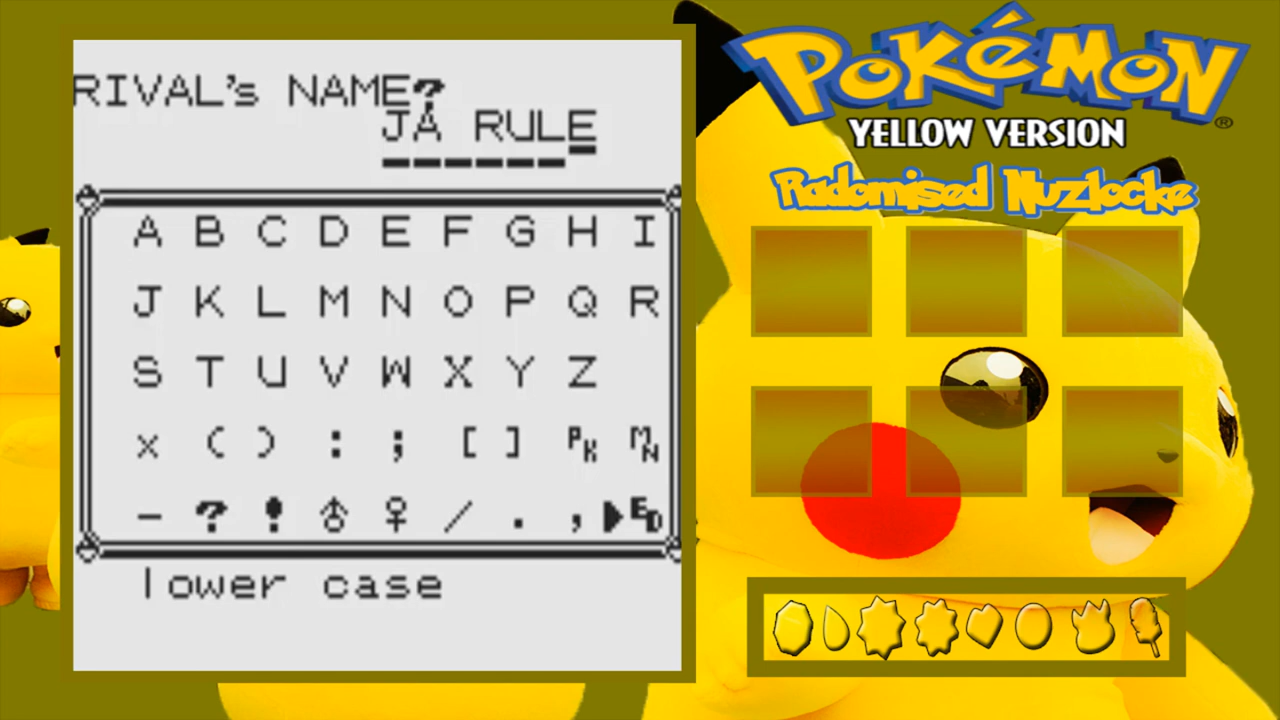 RIVAL's NAME?
JA RULE
A B C D E F G H I
J K L M N O P Q R
S T U V W X Y Z
× ( ) : ; [ ] PK MN
- ? ! ♂ ♀ / . , ▶ED
lower case
POKéMON®
YELLOW VERSION
Radomised Nuzlocke